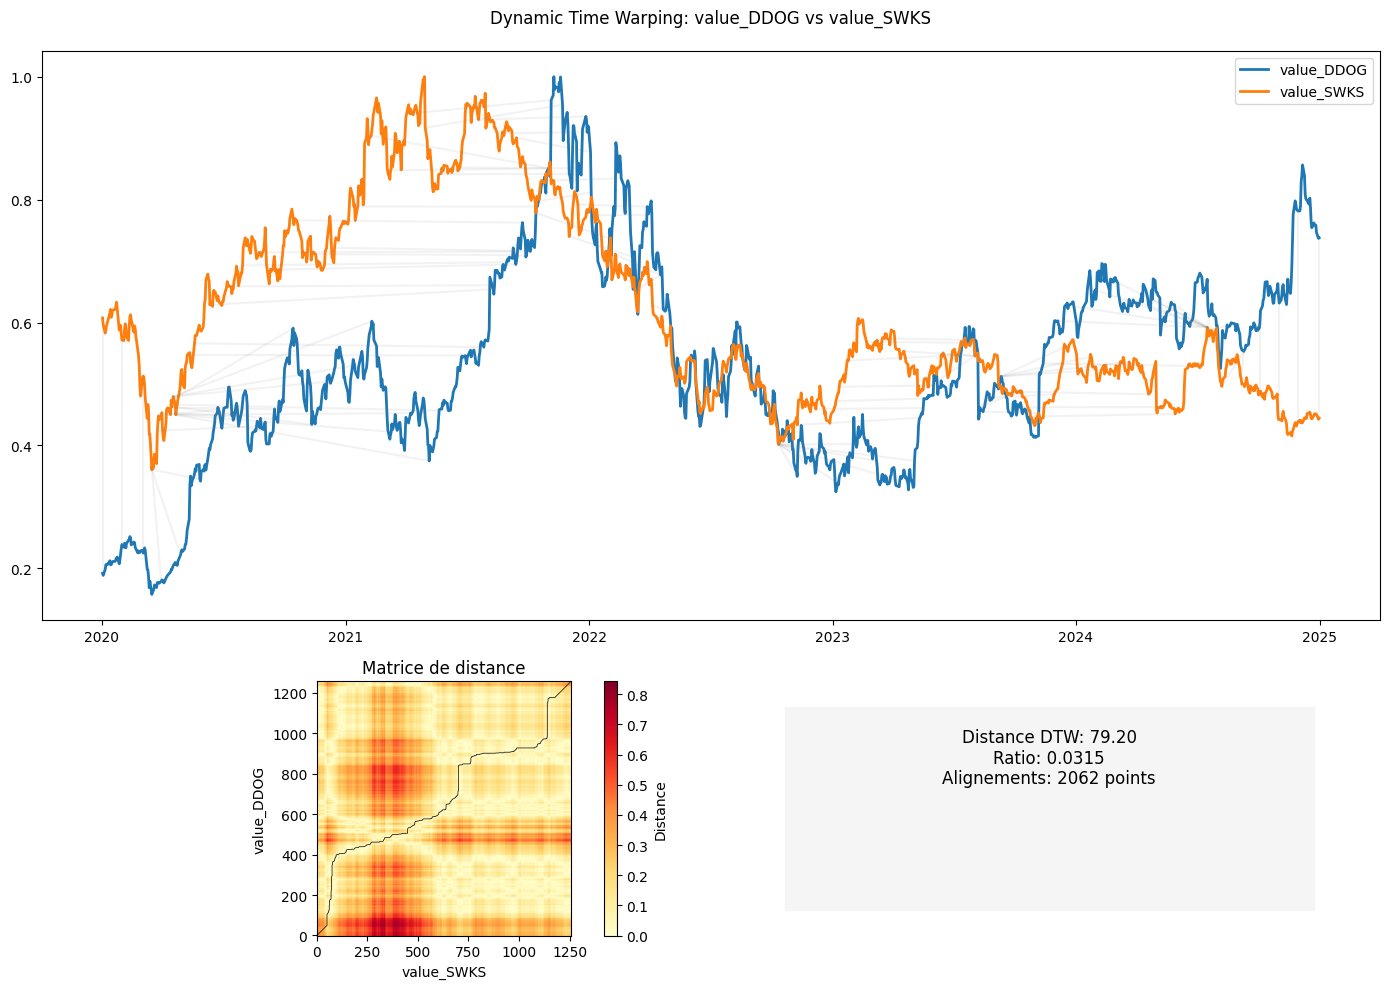 Dynamic Time Warping: value_DDOG vs value_SWKS
value_DDOG
value_SWKS
1.0
0.8
0.6
0.4
0.2
2020 2021 2022 2023 2024 2025
Matrice de distance
value_DDOG
1200
1000
800
600
400
200
0
0 250 500 750 1000 1250
value_SWKS
0.8
0.7
0.6
0.5
0.4
0.3
0.2
0.1
0.0
Distance
Distance DTW: 79.20
Ratio: 0.0315
Alignements: 2062 points